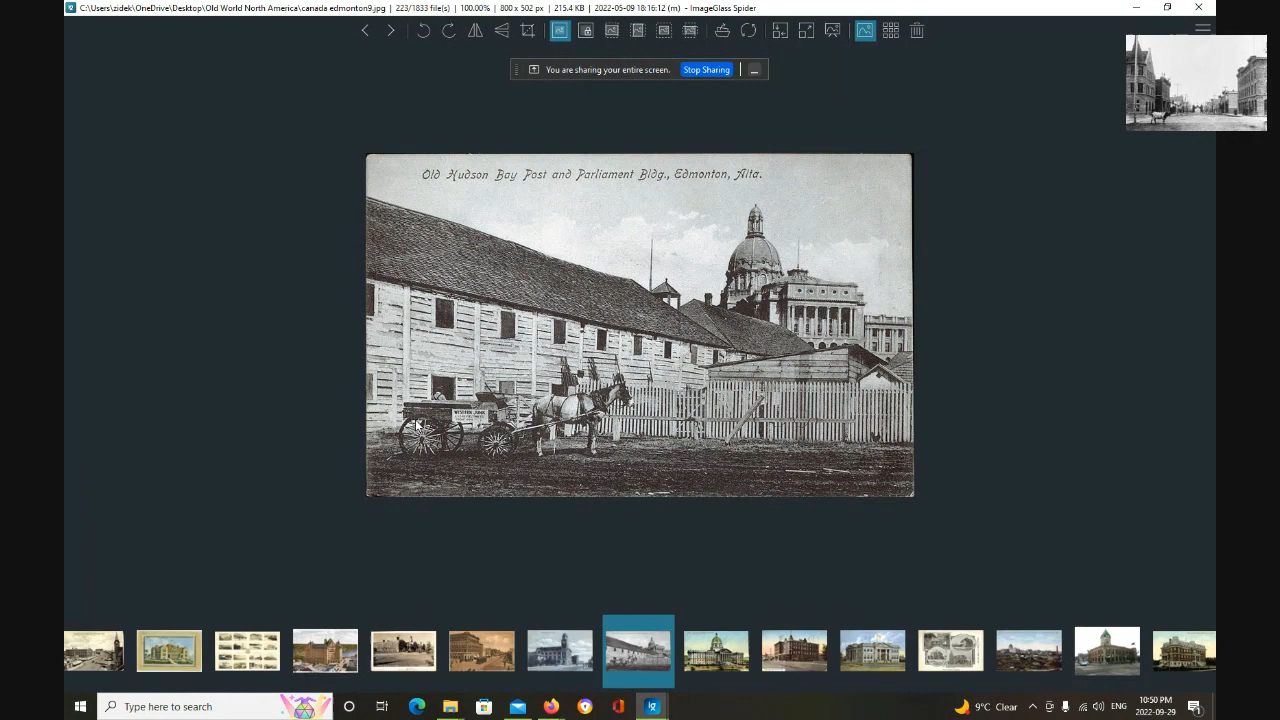 C:\Users\zidek\OneDrive\Desktop\Old World North America\canada edmonton9.jpg | 223/1833 file(s) | 100.00% | 800 x 502 px | 215.4 KB | 2022-05-09 18:16:12 (m) - ImageGlass Spider
You are sharing your entire screen.
Stop Sharing
Old Hudson Bay Post and Parliament Bldg., Edmonton, Alta.
WESTERN JUNK
Type here to search
9°C Clear
ENG
10:50 PM
2022-09-29